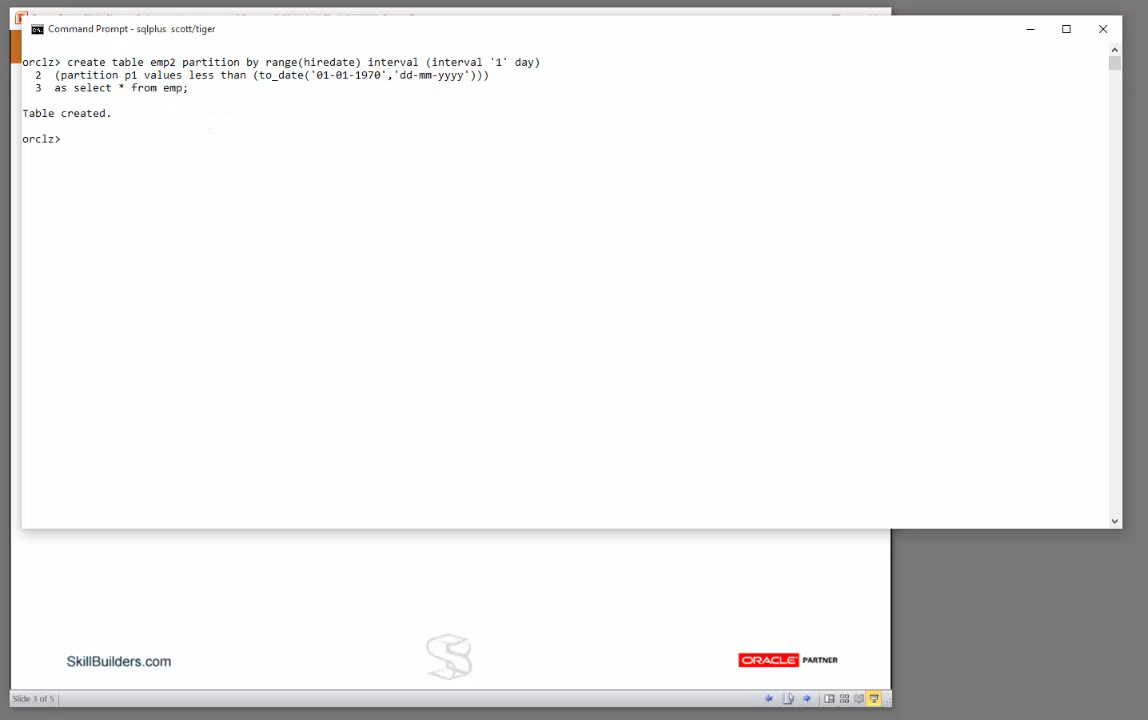 Command Prompt - sqlplus scott/tiger
orclz> create table emp2 partition by range(hiredate) interval (interval '1' day)
2 (partition p1 values less than (to_date('01-01-1970','dd-mm-yyyy')))
3 as select * from emp;
Table created.
orclz>
SkillBuilders.com
ORACLE PARTNER
Slide 3 of 5